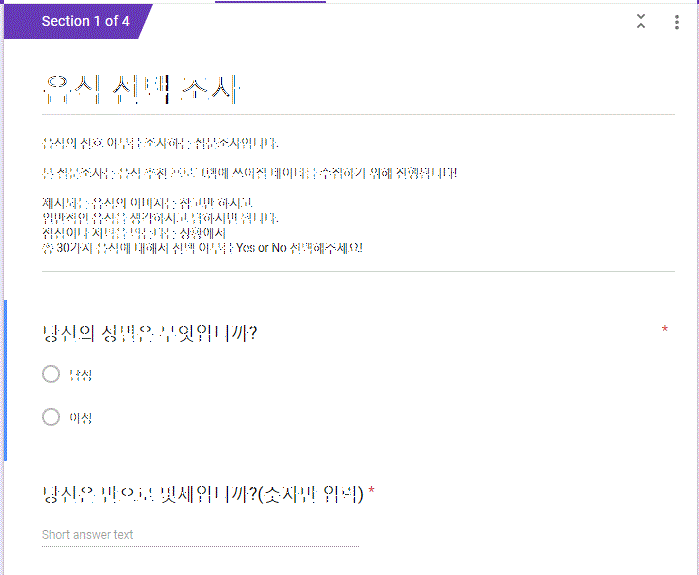 Section 1 of 4
음식 선택 조사
음식의 선호 여부를 조사하는 설문조사입니다.
본 설문조사는 음식 추천 프로그램에 쓰이질 데이터를 수집하기 위해 진행됩니다!
제시되는 음식의 이미지는 참고만 하시고
일반적인 음식을 생각하시고 답하시면 됩니다.
점심이나 저녁을 먹는다는 상황에서
총 30가지 음식에 대해서 선택 여부를 Yes or No 선택해주세요!
당신의 성별은 무엇입니까? *
남성
여성
당신은 만으로 몇세입니까?(숫자만 입력) *
Short answer text